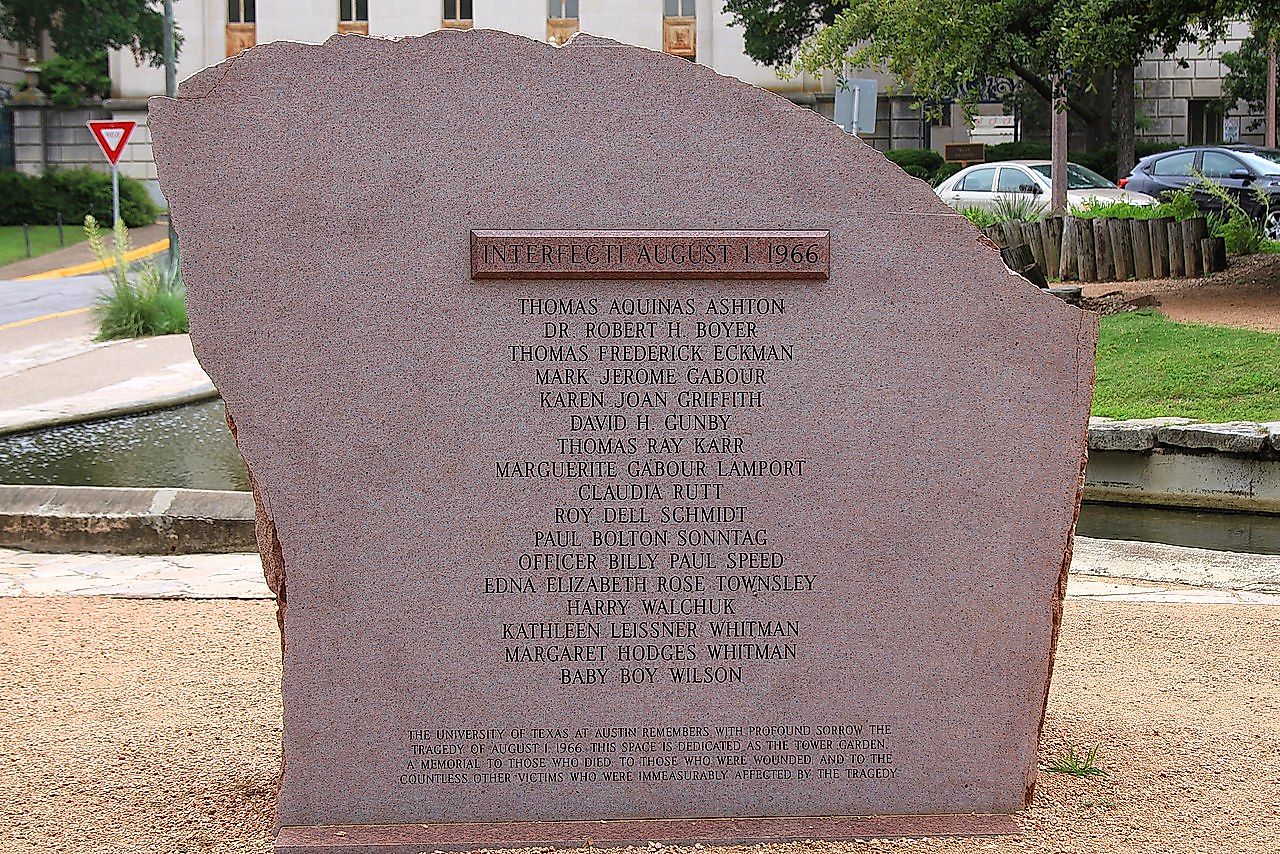 INTERFECTI AUGUST 1, 1966
THOMAS AQUINAS ASHTON
DR. ROBERT H. BOYER
THOMAS FREDERICK ECKMAN
MARK JEROME GABOUR
KAREN JOAN GRIFFITH
DAVID H. GUNBY
THOMAS RAY KARR
MARGUERITE GABOUR LAMPORT
CLAUDIA RUTT
ROY DELL SCHMIDT
PAUL BOLTON SONNTAG
OFFICER BILLY PAUL SPEED
EDNA ELIZABETH ROSE TOWNSLEY
HARRY WALCHUK
KATHLEEN LEISSNER WHITMAN
MARGARET HODGES WHITMAN
BABY BOY WILSON
THE UNIVERSITY OF TEXAS AT AUSTIN REMEMBERS WITH PROFOUND SORROW THE
TRAGEDY OF AUGUST 1, 1966. THIS SPACE IS DEDICATED AS THE TOWER GARDEN,
A MEMORIAL TO THOSE WHO DIED, TO THOSE WHO WERE WOUNDED, AND TO THE
COUNTLESS OTHER VICTIMS WHO WERE IMMEASURABLY AFFECTED BY THE TRAGEDY.